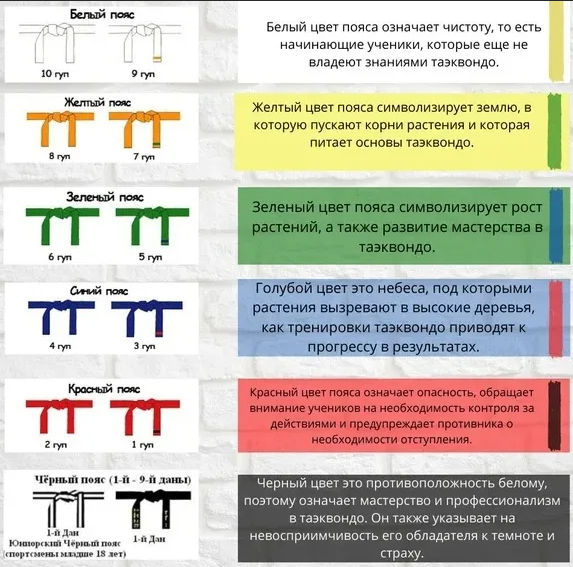 Белый пояс
10 гуп
9 гуп
Белый цвет пояса означает чистоту, то есть
начинающие ученики, которые еще не
владеют знаниями таэквондо.
Желтый пояс
8 гуп
7 гуп
Желтый цвет пояса символизирует землю, в
которую пускают корни растения и которая
питает основы таэквондо.
Зеленый пояс
6 гуп
5 гуп
Зеленый цвет пояса символизирует рост
растений, а также развитие мастерства в
таэквондо.
Синий пояс
4 гуп
3 гуп
Голубой цвет это небеса, под которыми
растения вызревают в высокие деревья,
как тренировки таэквондо приводят к
прогрессу в результатах.
Красный пояс
2 гуп
1 гуп
Красный цвет пояса означает опасность, обращает
внимание учеников на необходимость контроля за
действиями и предупреждает противника о
необходимости отступления.
Чёрный пояс (1-й - 9-й даны)
1-й Дан
Юниорский Чёрный пояс
(спортсмены младше 18 лет)
1-й Дан
Черный цвет это противоположность белому,
поэтому означает мастерство и профессионализм
в таэквондо. Он также указывает на
невосприимчивость его обладателя к темноте и
страху.